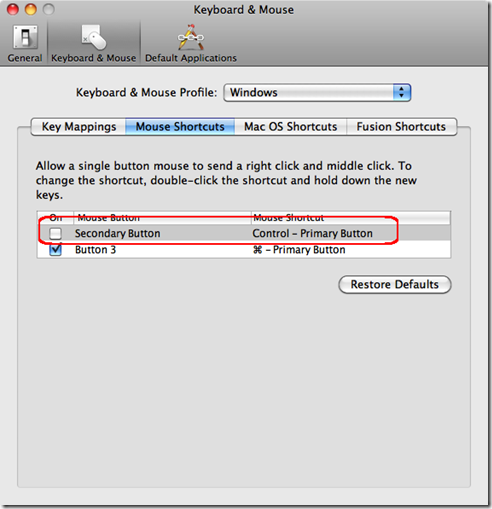 Keyboard & Mouse
General Keyboard & Mouse Default Applications
Keyboard & Mouse Profile: Windows
Key Mappings Mouse Shortcuts Mac OS Shortcuts Fusion Shortcuts
Allow a single button mouse to send a right click and middle click. To
change the shortcut, double-click the shortcut and hold down the new
keys.
On Mouse Button Mouse Shortcut
Secondary Button Control – Primary Button
Button 3 ⌘ – Primary Button
Restore Defaults